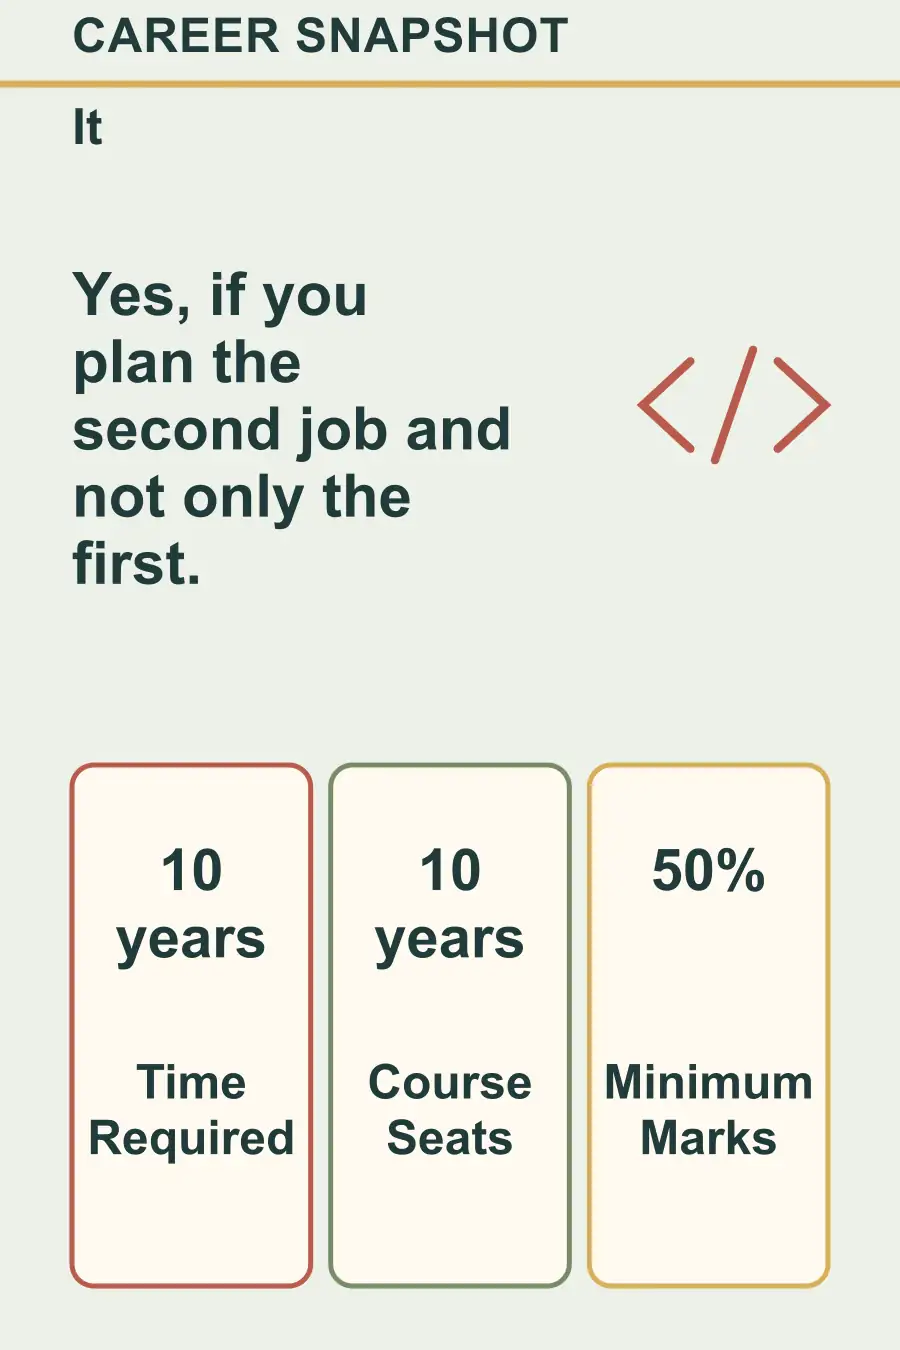 CAREER SNAPSHOT
It
Yes, if you
plan the
second job and
not only the
first.
10
years
Time
Required
10
years
Course
Seats
50%
Minimum
Marks